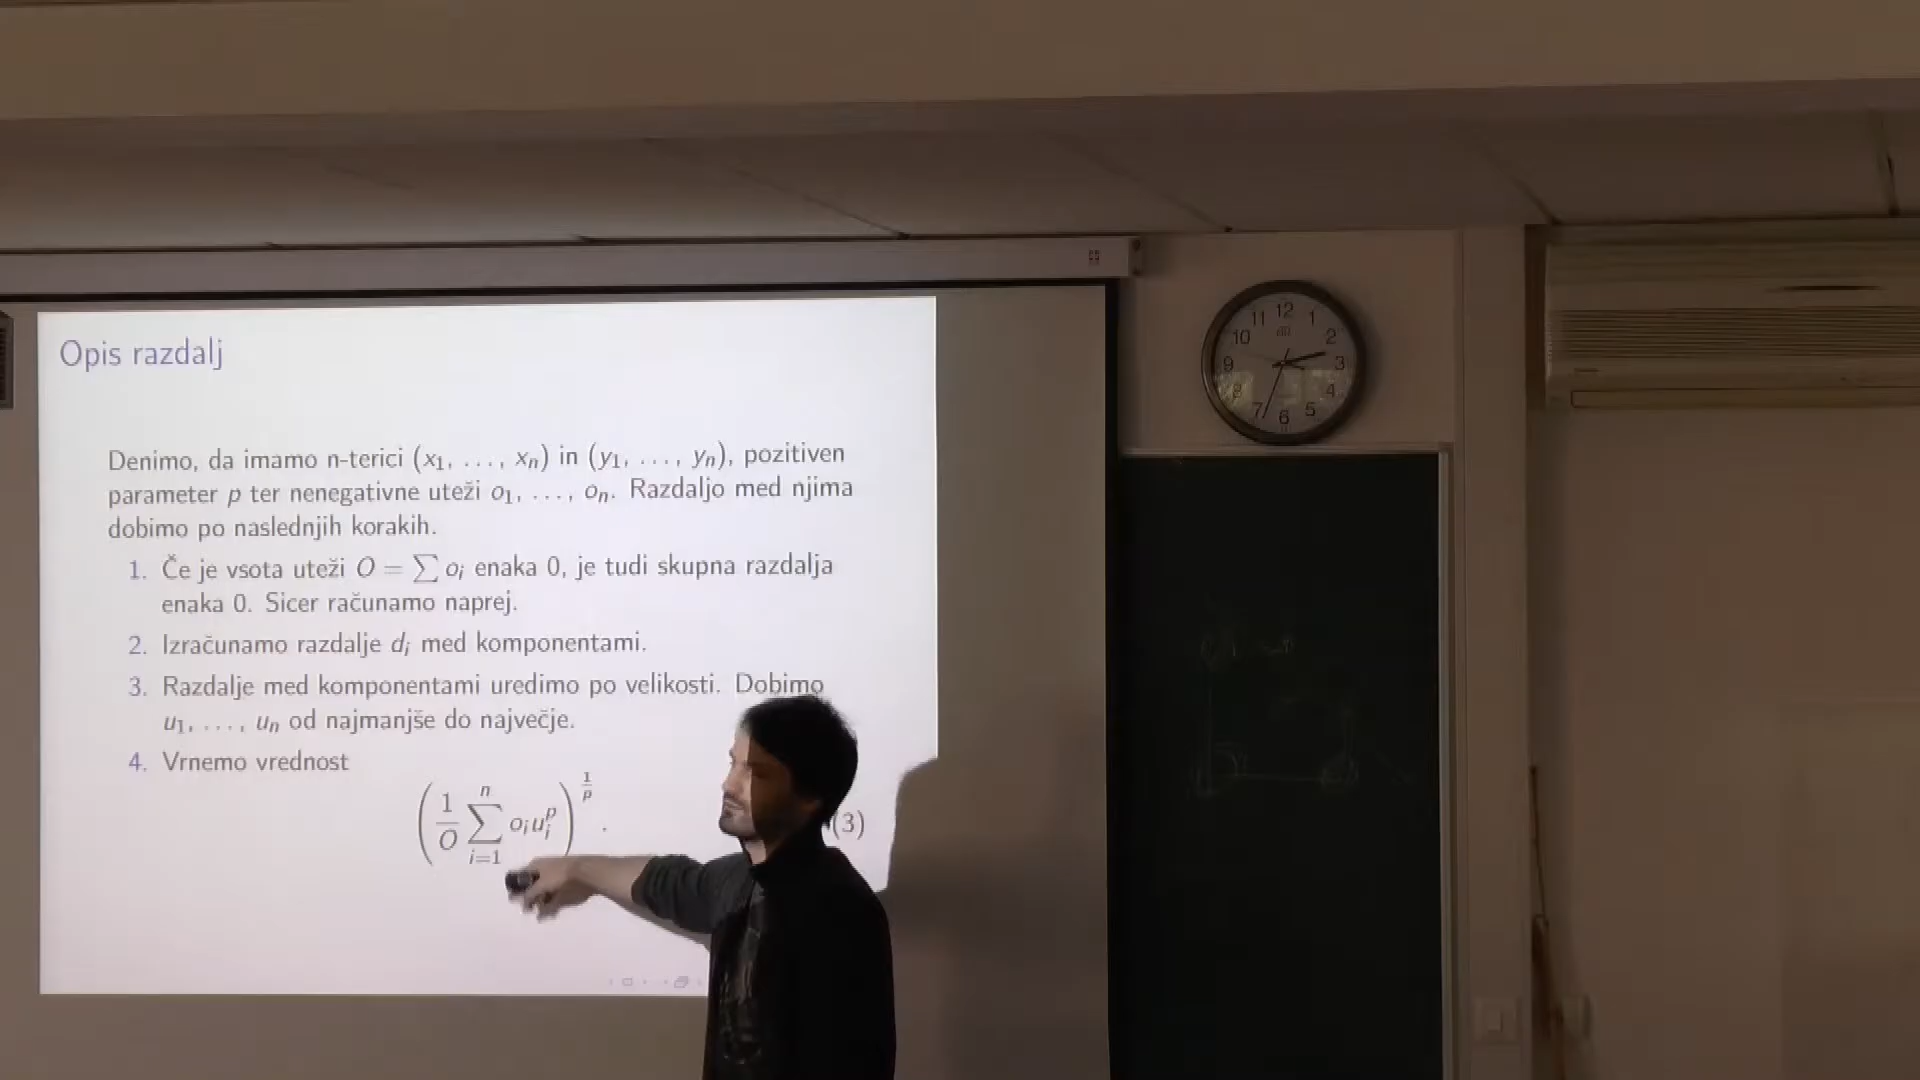 Opis razdalj
Denimo, da imamo n-terici (x₁, ..., xₙ) in (y₁, ..., yₙ), pozitiven
parameter p ter nenegativne uteži o₁, ..., oₙ. Razdaljo med njima
dobimo po naslednjih korakih.
1. Če je vsota uteži O = ∑ oᵢ enaka 0, je tudi skupna razdalja
enaka 0. Sicer računamo naprej.
2. Izračunamo razdalje dᵢ med komponentami.
3. Razdalje med komponentami uredimo po velikosti. Dobimo
u₁, ..., uₙ od najmanjše do največje.
4. Vrnemo vrednost
(1/O ∑ᵢ₌₁ⁿ oᵢuᵢᵖ)^(1/p). (3)
12
1
2
3
4
5
6
7
8
9
10
11